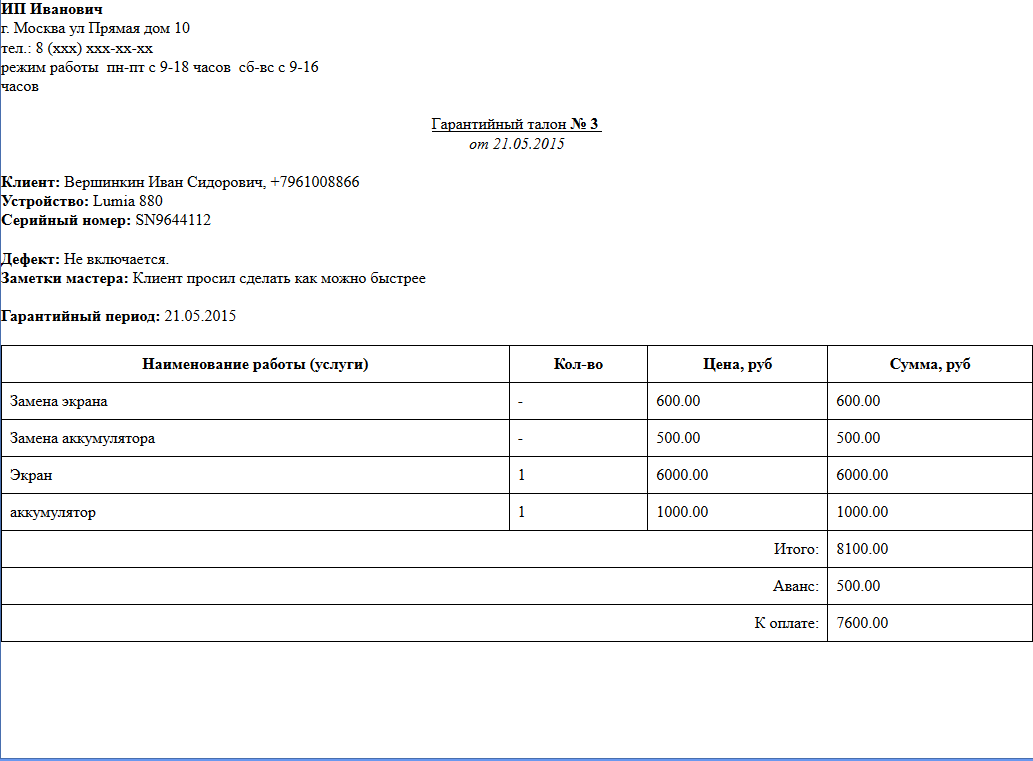 ИП Иванович
г. Москва ул Прямая дом 10
тел.: 8 (xxx) xxx-xx-xx
режим работы пн-пт с 9-18 часов сб-вс с 9-16
часов
Гарантийный талон № 3
от 21.05.2015
Клиент: Вершинкин Иван Сидорович, +7961008866
Устройство: Lumia 880
Серийный номер: SN9644112
Дефект: Не включается.
Заметки мастера: Клиент просил сделать как можно быстрее
Гарантийный период: 21.05.2015
Наименование работы (услуги) Кол-во Цена, руб Сумма, руб
Замена экрана - 600.00 600.00
Замена аккумулятора - 500.00 500.00
Экран 1 6000.00 6000.00
аккумулятор 1 1000.00 1000.00
Итого: 8100.00
Аванс: 500.00
К оплате: 7600.00